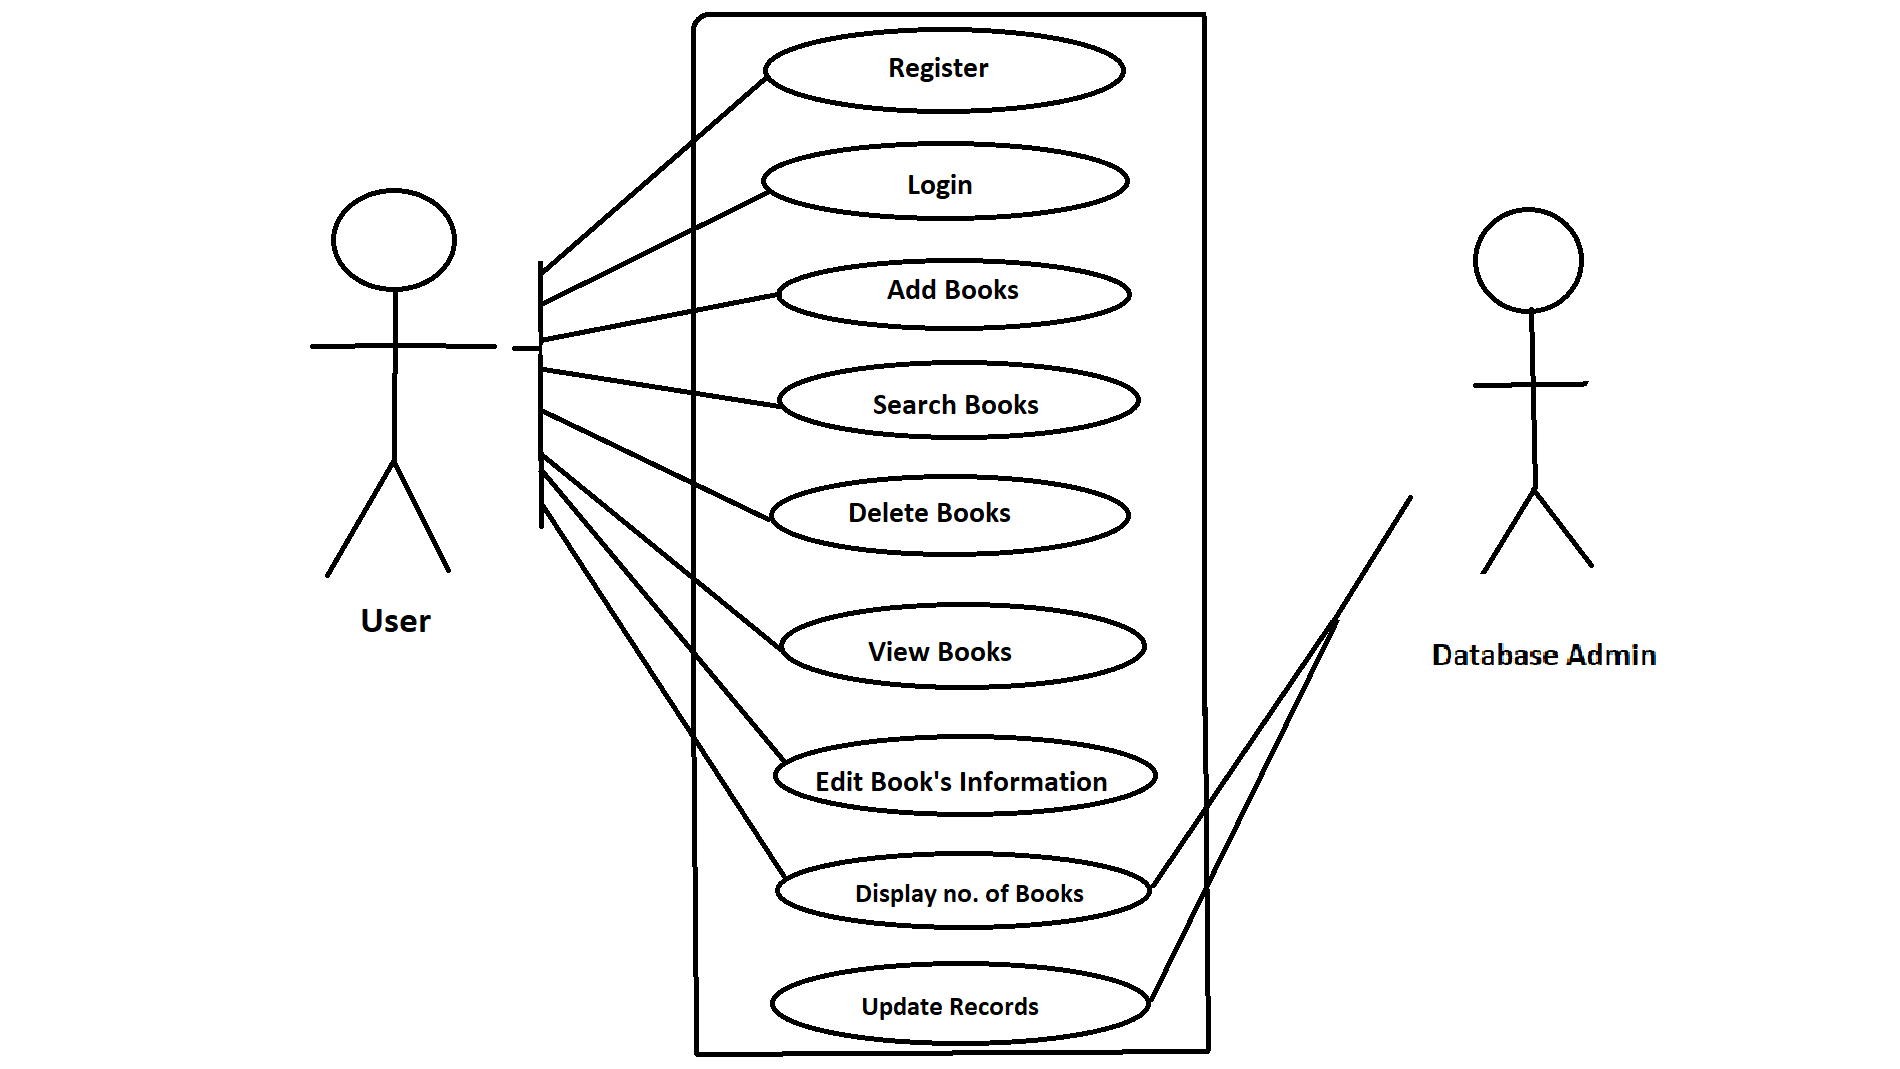 Register
Login
Add Books
Search Books
Delete Books
User
View Books
Database Admin
Edit Book's Information
Display no. of Books
Update Records